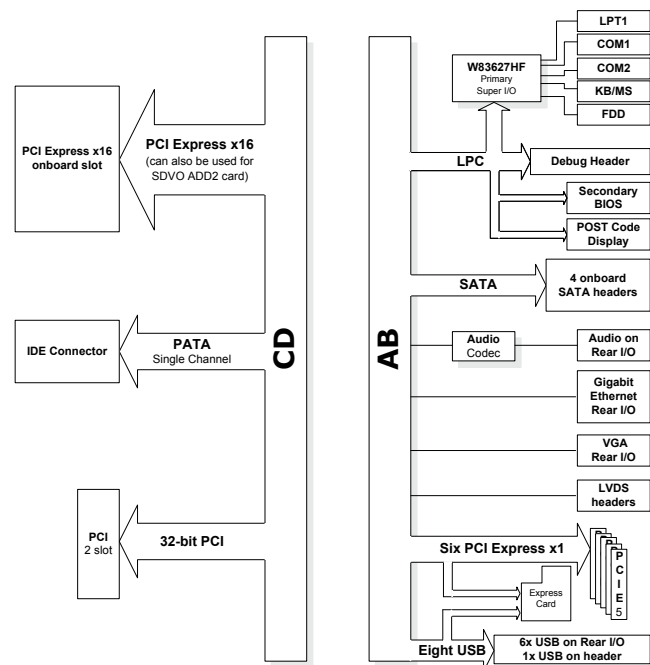 PCI Express x16
onboard slot
PCI Express x16
(can also be used for
SDVO ADD2 card)
IDE Connector
PATA
Single Channel
PCI
2 slot
32-bit PCI
CD
AB
W83627HF
Primary
Super I/O
LPT1
COM1
COM2
KB/MS
FDD
LPC
Debug Header
Secondary
BIOS
POST Code
Display
SATA
4 onboard
SATA headers
Audio
Codec
Audio on
Rear I/O
Gigabit
Ethernet
Rear I/O
VGA
Rear I/O
LVDS
headers
Six PCI Express x1
P
C
I
E
5
Express
Card
Eight USB
6x USB on Rear I/O
1x USB on header